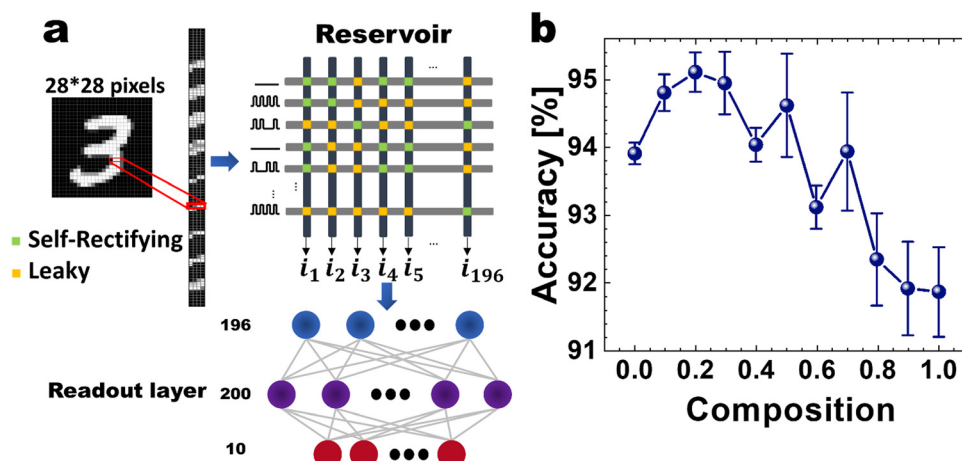 a
Reservoir
28*28 pixels
...
Self-Rectifying
Leaky
...
...
...
i₁ i₂ i₃ i₄ i₅ i₁₉₆
196
Readout layer 200
10
b
Accuracy [%]
95
94
93
92
91
0.0 0.2 0.4 0.6 0.8 1.0
Composition